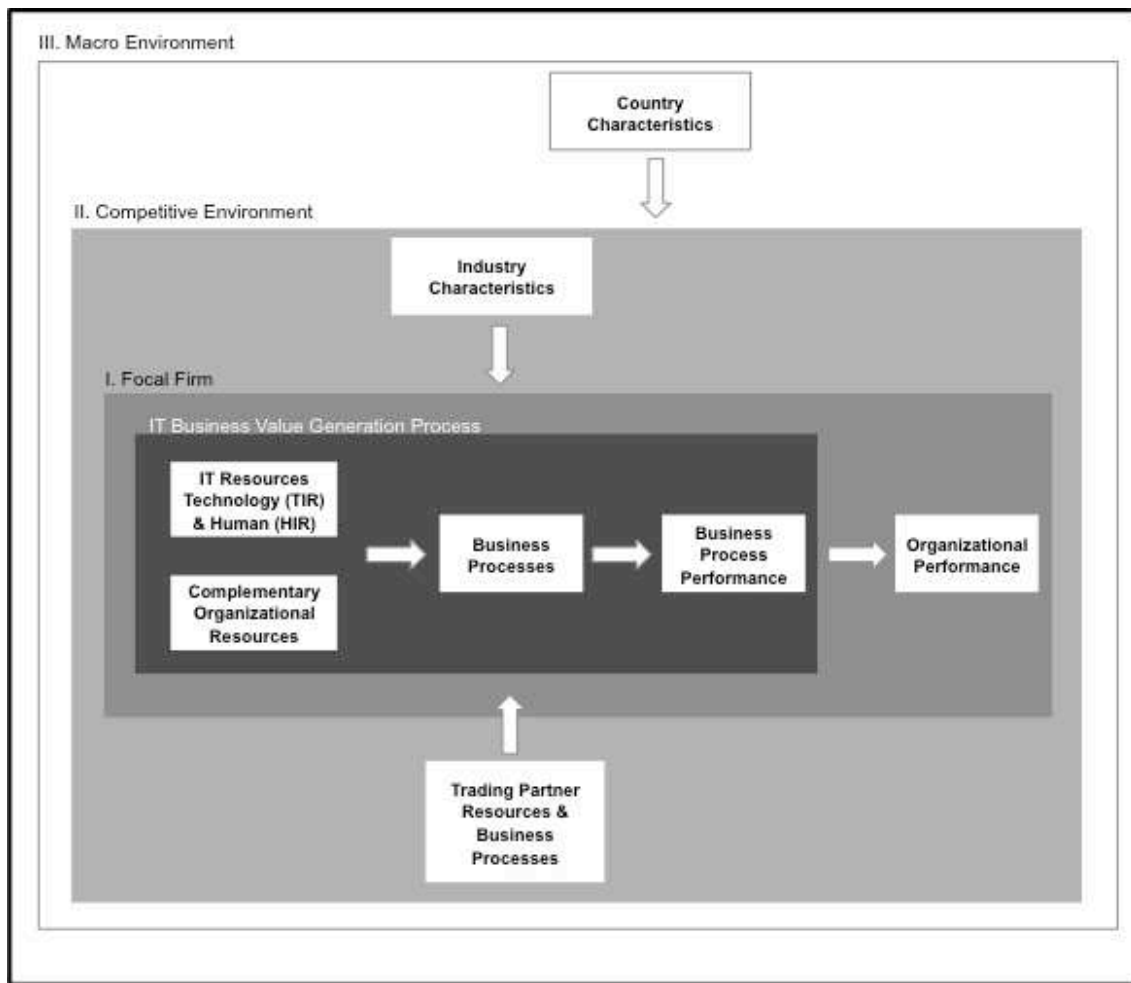 III. Macro Environment
Country
Characteristics
II. Competitive Environment
Industry
Characteristics
I. Focal Firm
IT Business Value Generation Process
IT Resources
Technology (TIR)
& Human (HIR)
Complementary
Organizational
Resources
Business
Processes
Business
Process
Performance
Organizational
Performance
Trading Partner
Resources &
Business
Processes